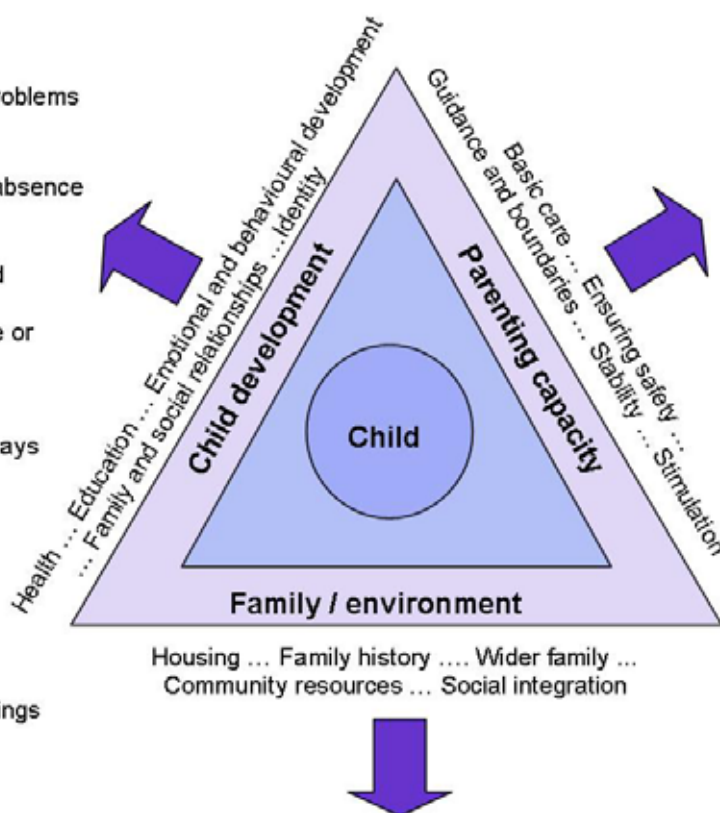 roblems
absence
d
e or
ays
ings
Health ... Education ... Emotional and behavioural development
... Family and social relationships ...Identity
Child development
Basic care ... Ensuring safety ...
Guidance and boundaries ... Stability ... Stimulation
Parenting capacity
Child
Family / environment
Housing ... Family history .... Wider family ...
Community resources ... Social integration